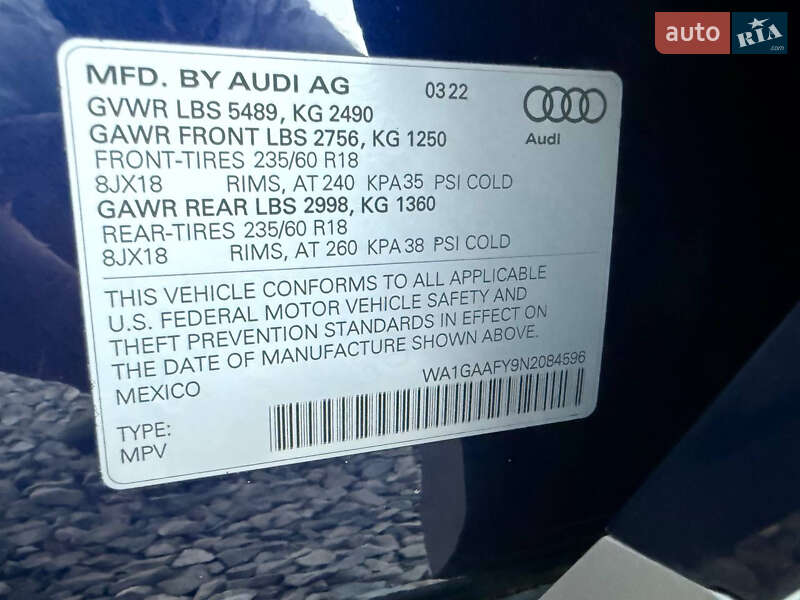 auto RIA.com
MFD. BY AUDI AG 03 22
GVWR LBS 5489, KG 2490
Audi
GAWR FRONT LBS 2756, KG 1250
FRONT-TIRES 235/60 R18
8JX18 RIMS, AT 240 KPA 35 PSI COLD
GAWR REAR LBS 2998, KG 1360
REAR-TIRES 235/60 R18
8JX18 RIMS, AT 260 KPA 38 PSI COLD
THIS VEHICLE CONFORMS TO ALL APPLICABLE
U.S. FEDERAL MOTOR VEHICLE SAFETY AND
THEFT PREVENTION STANDARDS IN EFFECT ON
THE DATE OF MANUFACTURE SHOWN ABOVE.
MEXICO WA1GAAFY9N2084596
TYPE:
MPV